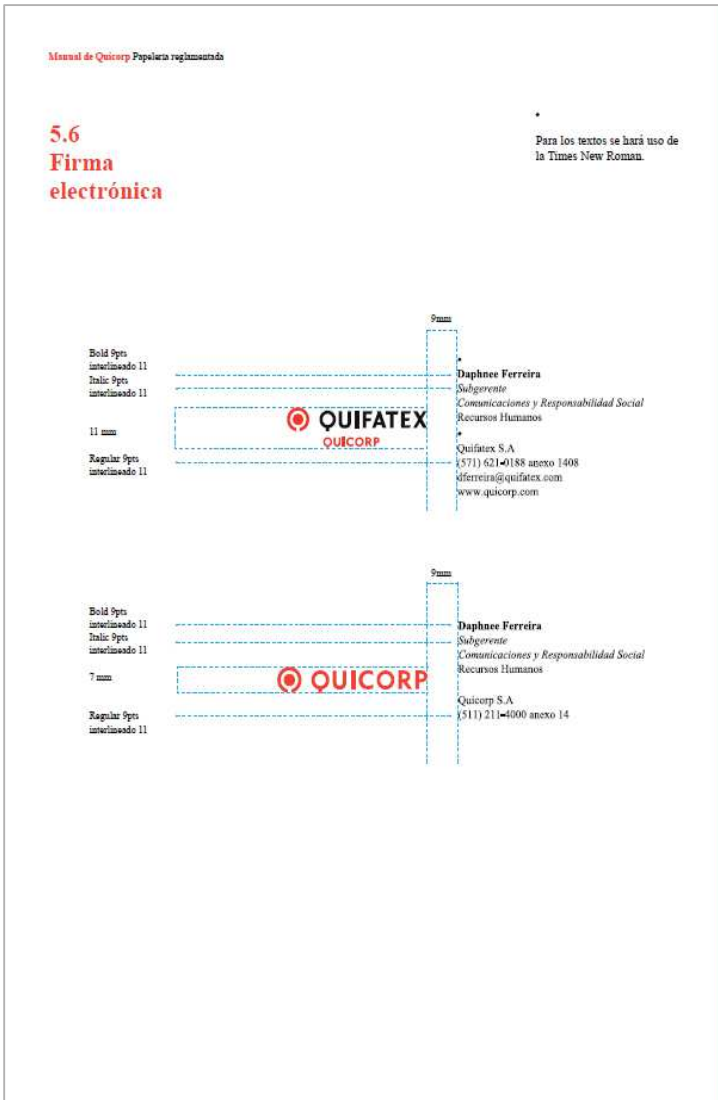 Manual de Quicorp Papelería reglamentada
5.6
Firma
electrónica
•
Para los textos se hará uso de
la Times New Roman.
9mm
Bold 9pts
interlineado 11
Italic 9pts
interlineado 11
11 mm
Regular 9pts
interlineado 11
QUIFATEX
QUICORP
•
Daphnee Ferreira
Subgerente
Comunicaciones y Responsabilidad Social
Recursos Humanos
•
Quifatex S.A
(571) 621-0188 anexo 1408
dferreira@quifatex.com
www.quicorp.com
9mm
Bold 9pts
interlineado 11
Italic 9pts
interlineado 11
7 mm
Regular 9pts
interlineado 11
QUICORP
Daphnee Ferreira
Subgerente
Comunicaciones y Responsabilidad Social
Recursos Humanos
Quicorp S.A
(511) 211-4000 anexo 14